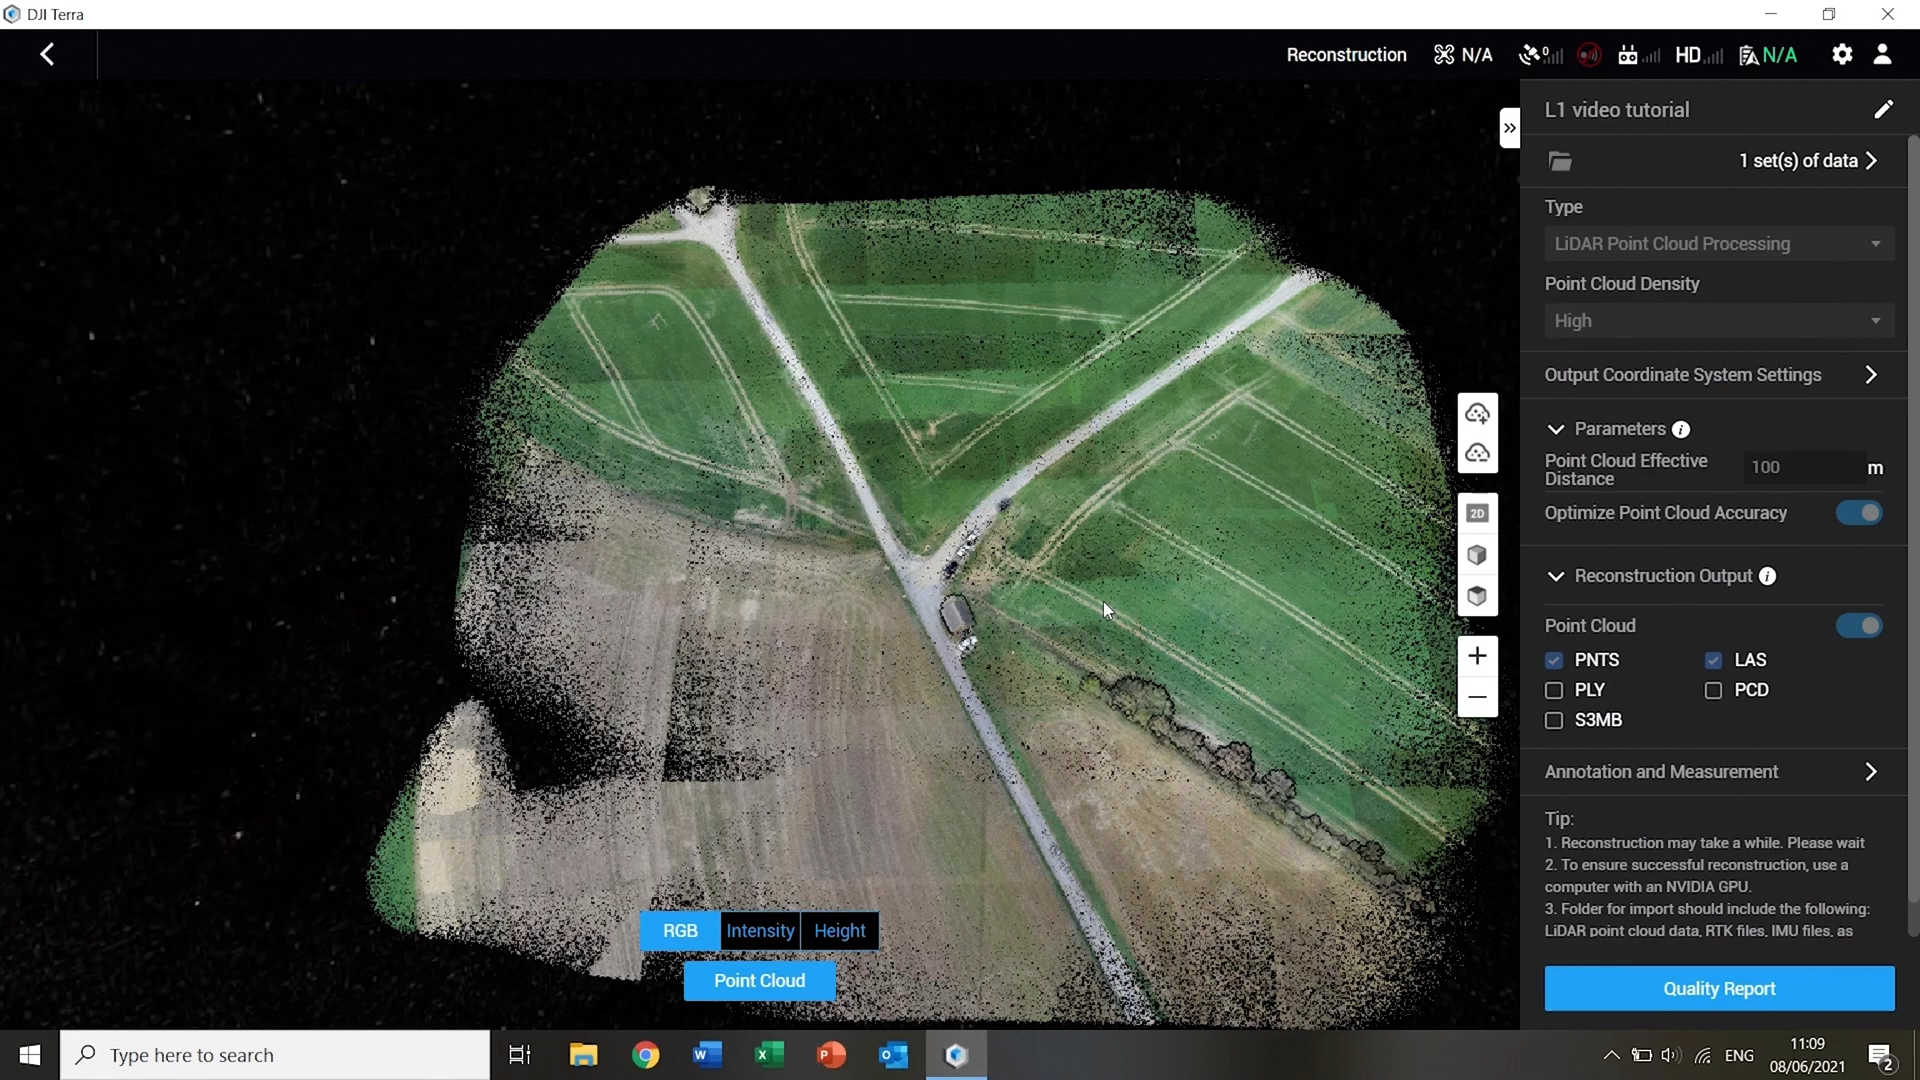 DJI Terra
Reconstruction
N/A
0
HD
N/A
L1 video tutorial
1 set(s) of data
Type
LiDAR Point Cloud Processing
Point Cloud Density
High
Output Coordinate System Settings
Parameters
Point Cloud Effective
Distance
100
m
Optimize Point Cloud Accuracy
2D
Reconstruction Output
Point Cloud
PNTS
LAS
PLY
PCD
S3MB
Annotation and Measurement
Tip:
1. Reconstruction may take a while. Please wait
2. To ensure successful reconstruction, use a
computer with an NVIDIA GPU.
3. Folder for import should include the following:
LiDAR point cloud data, RTK files, IMU files, as
RGB
Intensity
Height
Point Cloud
Quality Report
Type here to search
ENG
11:09
08/06/2021
2